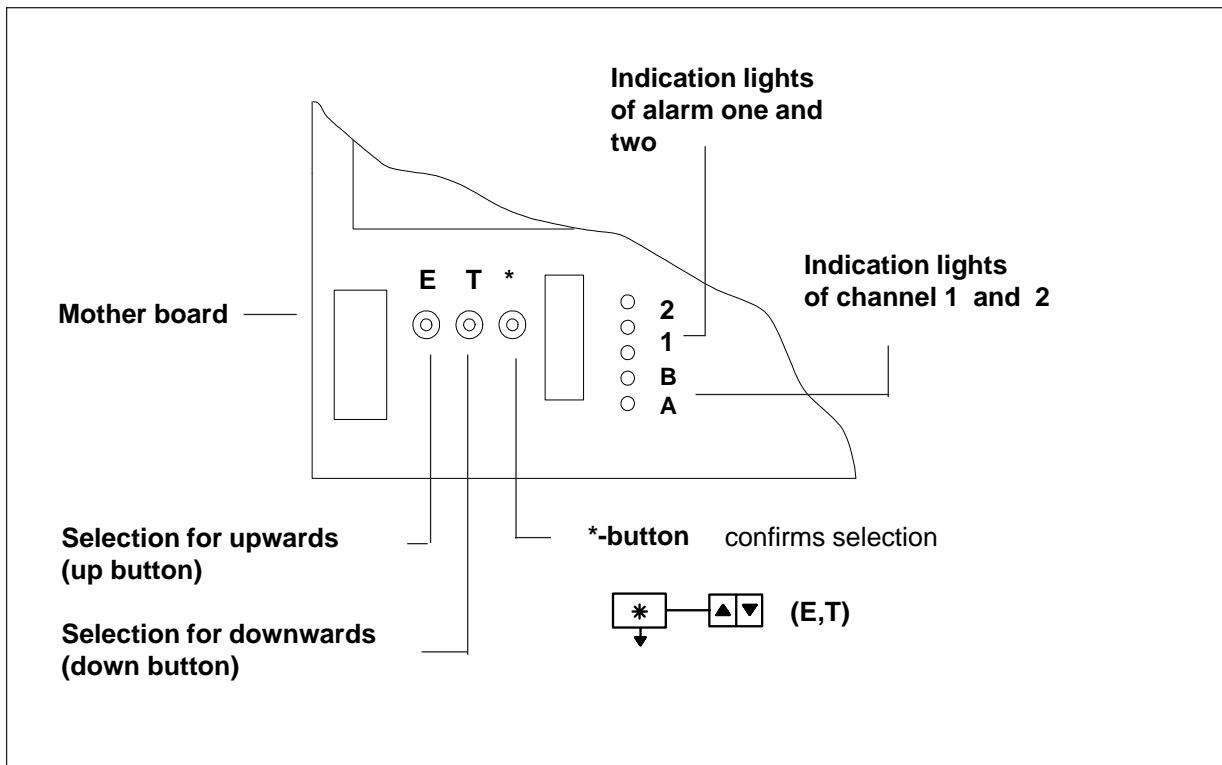 Indication lights
of alarm one and
two
Indication lights
of channel 1 and 2
E T *
Mother board
2
1
B
A
Selection for upwards
(up button)
*-button confirms selection
* ▲▼ (E,T)
Selection for downwards
(down button)